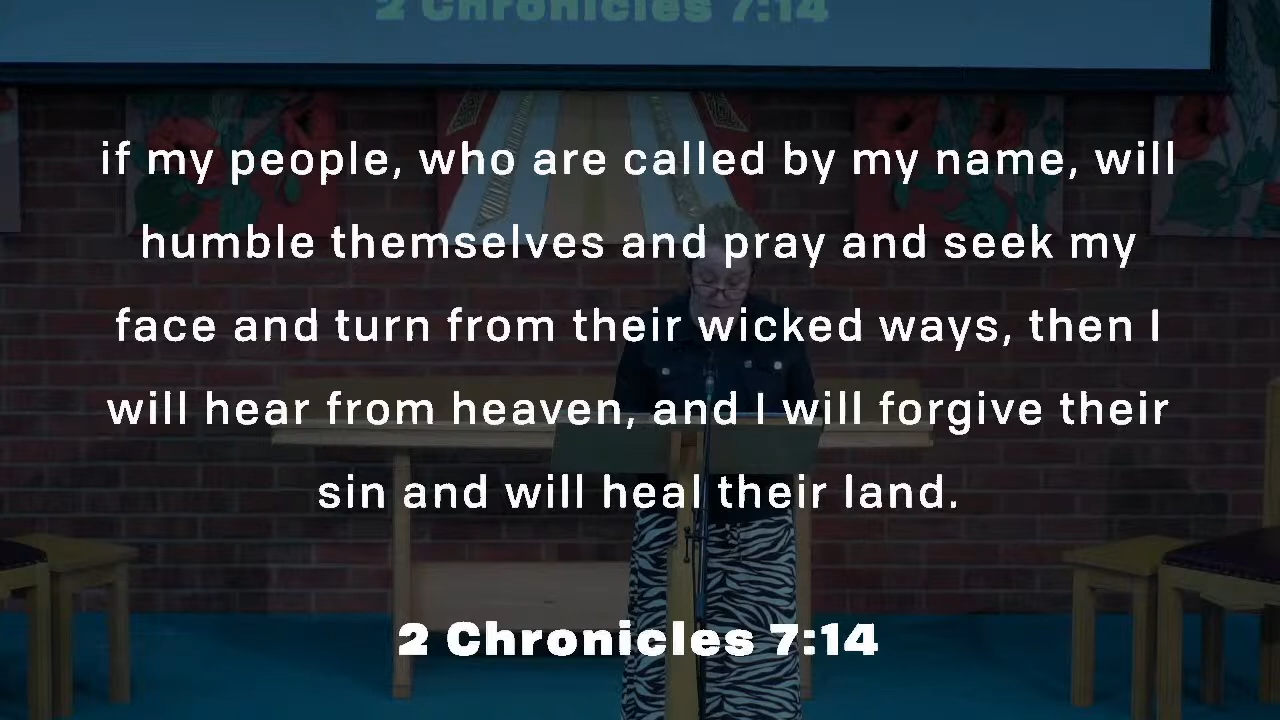 2 Chronicles 7:14
if my people, who are called by my name, will
humble themselves and pray and seek my
face and turn from their wicked ways, then I
will hear from heaven, and I will forgive their
sin and will heal their land.
2 Chronicles 7:14